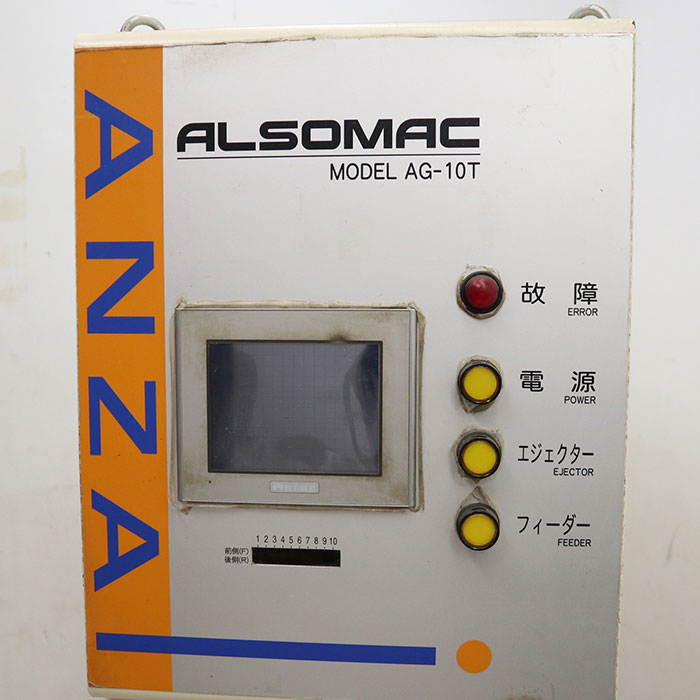 ANZAI
ALSOMAC
MODEL AG-10T
故障
ERROR
電源
POWER
エジェクター
EJECTOR
フィーダー
FEEDER
Pro-face
1 2 3 4 5 6 7 8 9 10
前側(F)
後側(R)